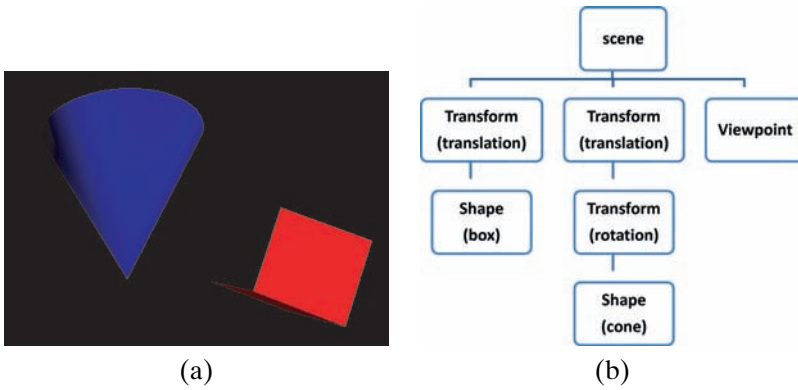 scene
Transform
(translation)
Transform
(translation)
Viewpoint
Shape
(box)
Transform
(rotation)
Shape
(cone)
(a)
(b)